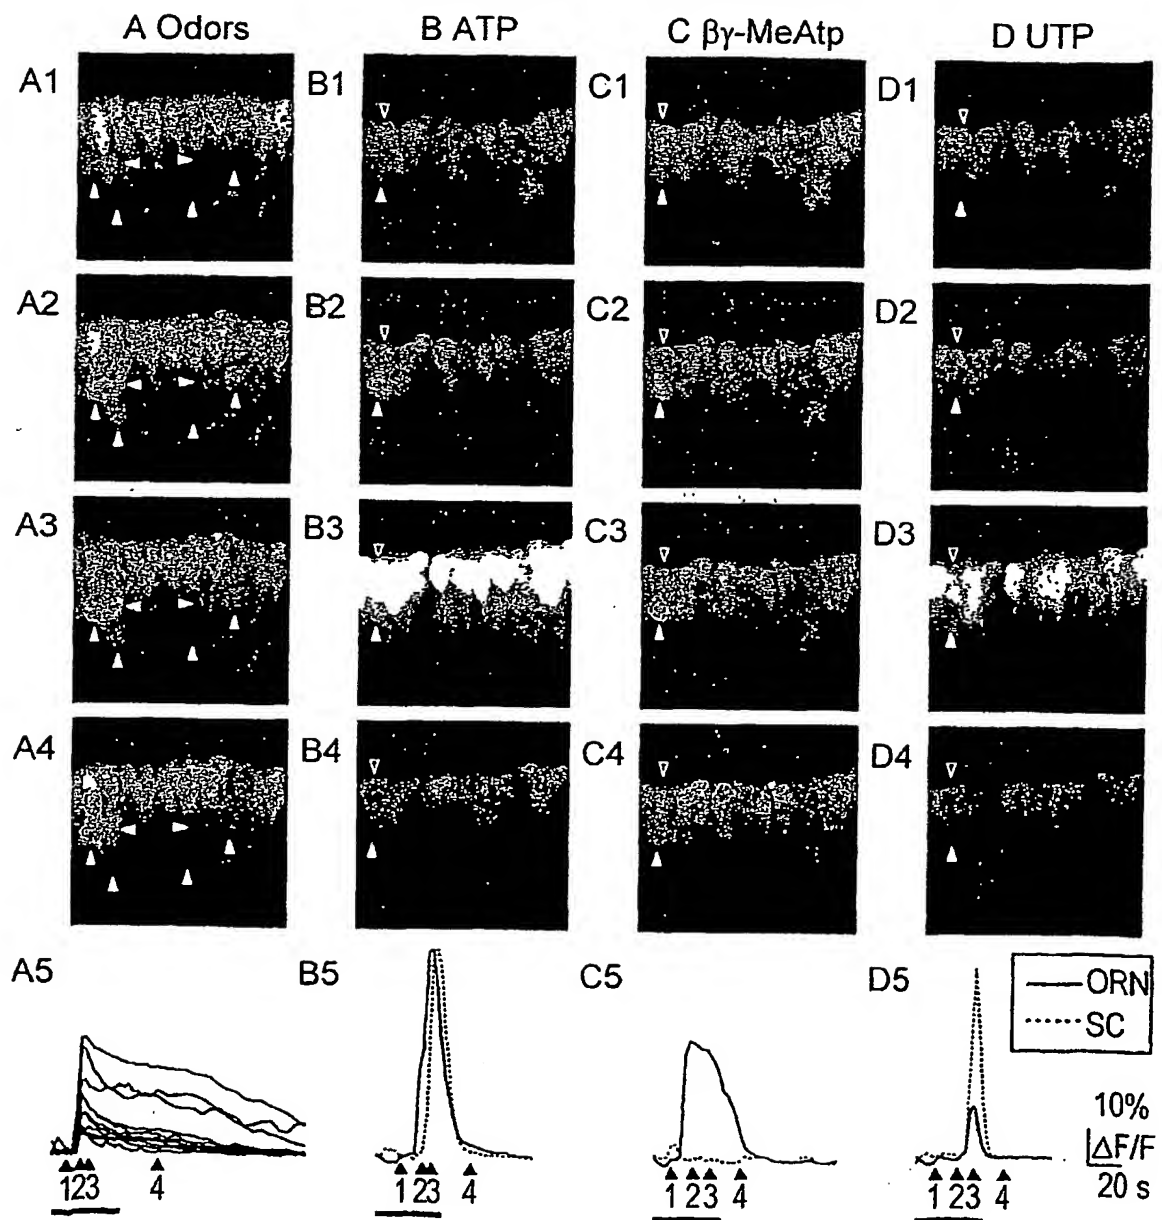 A Odors
B ATP
C βγ-MeAtp
D UTP
A1
B1
C1
D1
A2
B2
C2
D2
A3
B3
C3
D3
A4
B4
C4
D4
A5
B5
C5
D5
ORN
SC
10%
ΔF/F
20 s
123
4
1 23
4
1 23
4
1 23
4